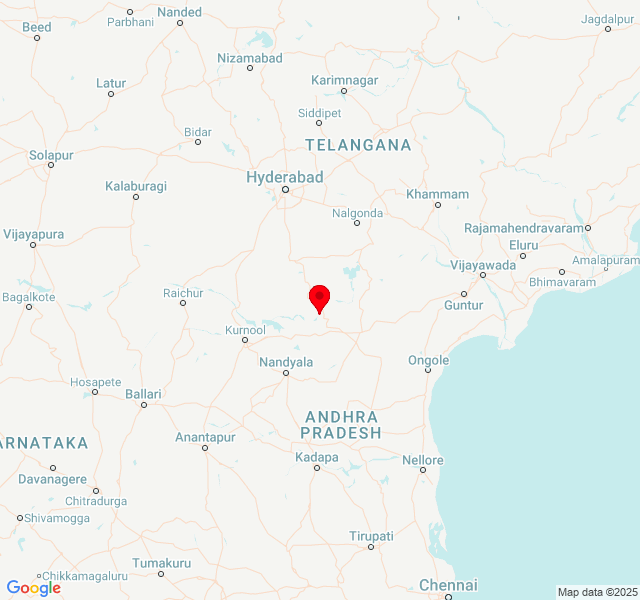 Parbhani
Nanded
Jagdalpur
Beed
Nizamabad
Latur
Karimnagar
Siddipet
Bidar
TELANGANA
Solapur
Hyderabad
Kalaburagi
Khammam
Nalgonda
Rajamahendravaram
Vijayapura
Eluru
Amalapuram
Vijayawada
Bhimavaram
Raichur
Bagalkote
Guntur
Kurnool
Nandyala
Ongole
Hosapete
Ballari
ANDHRA
PRADESH
Anantapur
ARNATAKA
Kadapa
Nellore
Davanagere
Chitradurga
Shivamogga
Tirupati
Tumakuru
Chikkamagaluru
Chennai
Google
Map data ©2025